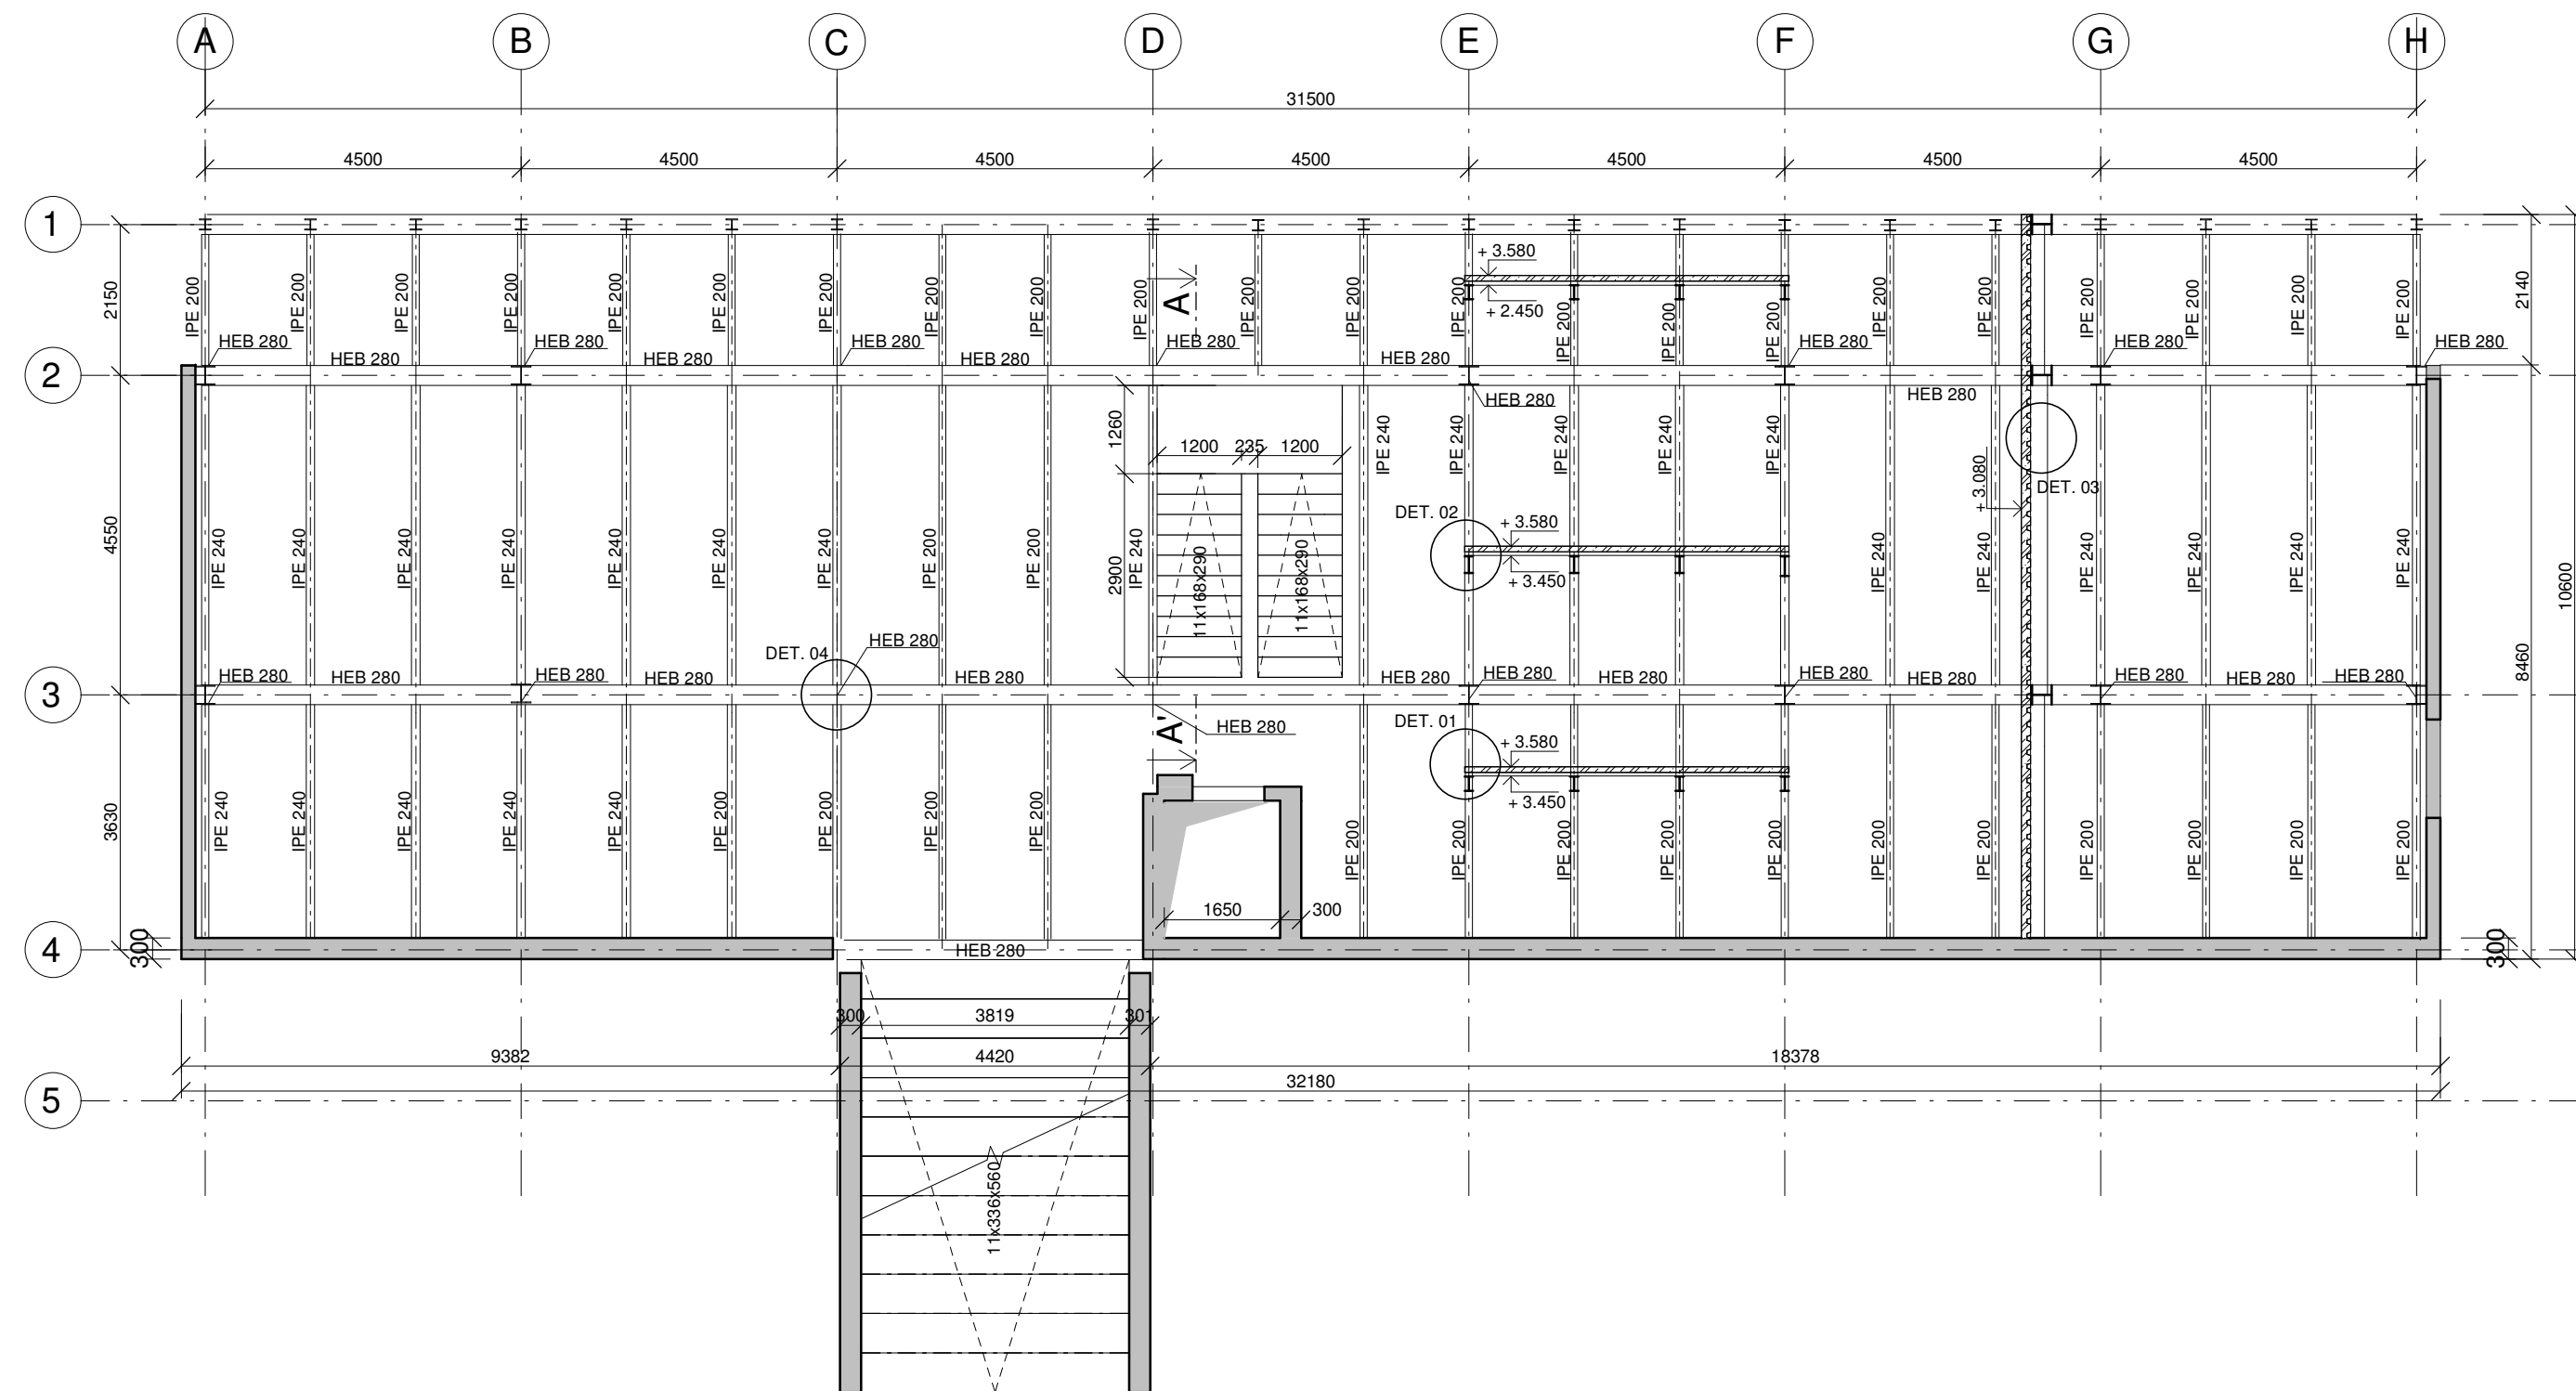 A B C D E F G H
31500
4500 4500 4500 4500 4500 4500 4500
1
+ 3.580
+ 2.450
2150
IPE 200 IPE 200 IPE 200 IPE 200 IPE 200 IPE 200 IPE 200 IPE 200 IPE 200 IPE 200 IPE 200 IPE 200 IPE 200 IPE 200 IPE 200 IPE 200 IPE 200 IPE 200 IPE 200 IPE 200 IPE 200 IPE 200
A
2140
HEB 280 HEB 280 HEB 280 HEB 280 HEB 280 HEB 280 HEB 280
HEB 280 HEB 280 HEB 280 HEB 280
2
HEB 280 HEB 280
1260
1200 235 1200
IPE 240 IPE 240 IPE 240 IPE 240 IPE 240
+ 3.080
DET. 03
DET. 02
+ 3.580
+ 3.450
4550
IPE 240 IPE 240 IPE 240 IPE 240 IPE 240 IPE 240 IPE 240 IPE 200 IPE 200 IPE 240
2900
11x168x290 11x168x290
IPE 240 IPE 240 IPE 240 IPE 240 IPE 240 IPE 240
10600
8460
DET. 04
HEB 280
HEB 280 HEB 280 HEB 280 HEB 280 HEB 280 HEB 280 HEB 280 HEB 280 HEB 280 HEB 280 HEB 280 HEB 280 HEB 280 HEB 280
3
A'
HEB 280
DET. 01
+ 3.580
+ 3.450
3630
IPE 240 IPE 240 IPE 240 IPE 240 IPE 240 IPE 200 IPE 200 IPE 200 IPE 200 IPE 200 IPE 200 IPE 200 IPE 200 IPE 200 IPE 200 IPE 200 IPE 200 IPE 200 IPE 200 IPE 200
1650 300
4
300
HEB 280
300
300 3819 301
9382 4420 18378
32180
5
11x336x560